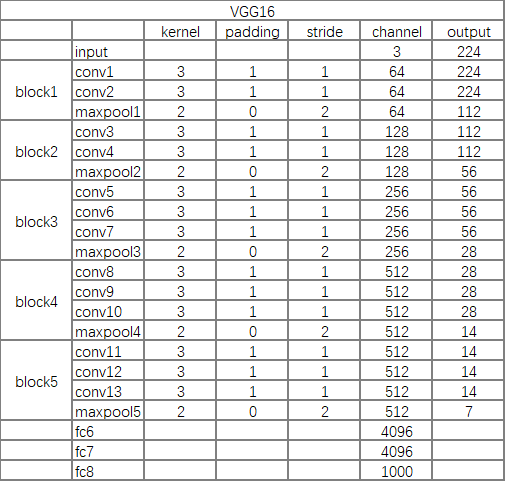 VGG16
kernel padding stride channel output
input 3 224
block1
conv1 3 1 1 64 224
conv2 3 1 1 64 224
maxpool1 2 0 2 64 112
block2
conv3 3 1 1 128 112
conv4 3 1 1 128 112
maxpool2 2 0 2 128 56
block3
conv5 3 1 1 256 56
conv6 3 1 1 256 56
conv7 3 1 1 256 56
maxpool3 2 0 2 256 28
block4
conv8 3 1 1 512 28
conv9 3 1 1 512 28
conv10 3 1 1 512 28
maxpool4 2 0 2 512 14
block5
conv11 3 1 1 512 14
conv12 3 1 1 512 14
conv13 3 1 1 512 14
maxpool5 2 0 2 512 7
fc6 4096
fc7 4096
fc8 1000